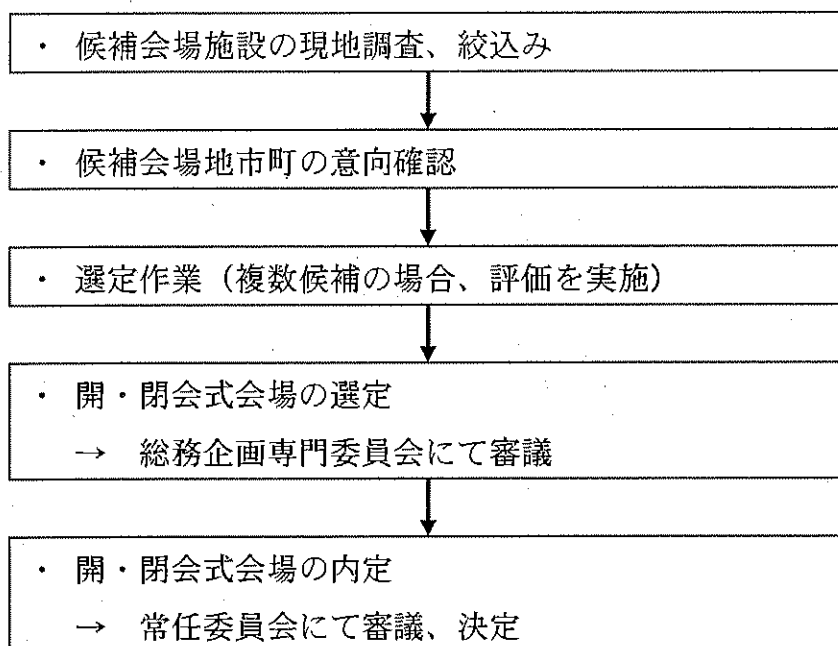 ・ 候補会場施設の現地調査、絞込み
・ 候補会場地市町の意向確認
・ 選定作業（複数候補の場合、評価を実施）
・ 開・閉会式会場の選定
→ 総務企画専門委員会にて審議
・ 開・閉会式会場の内定
→ 常任委員会にて審議、決定